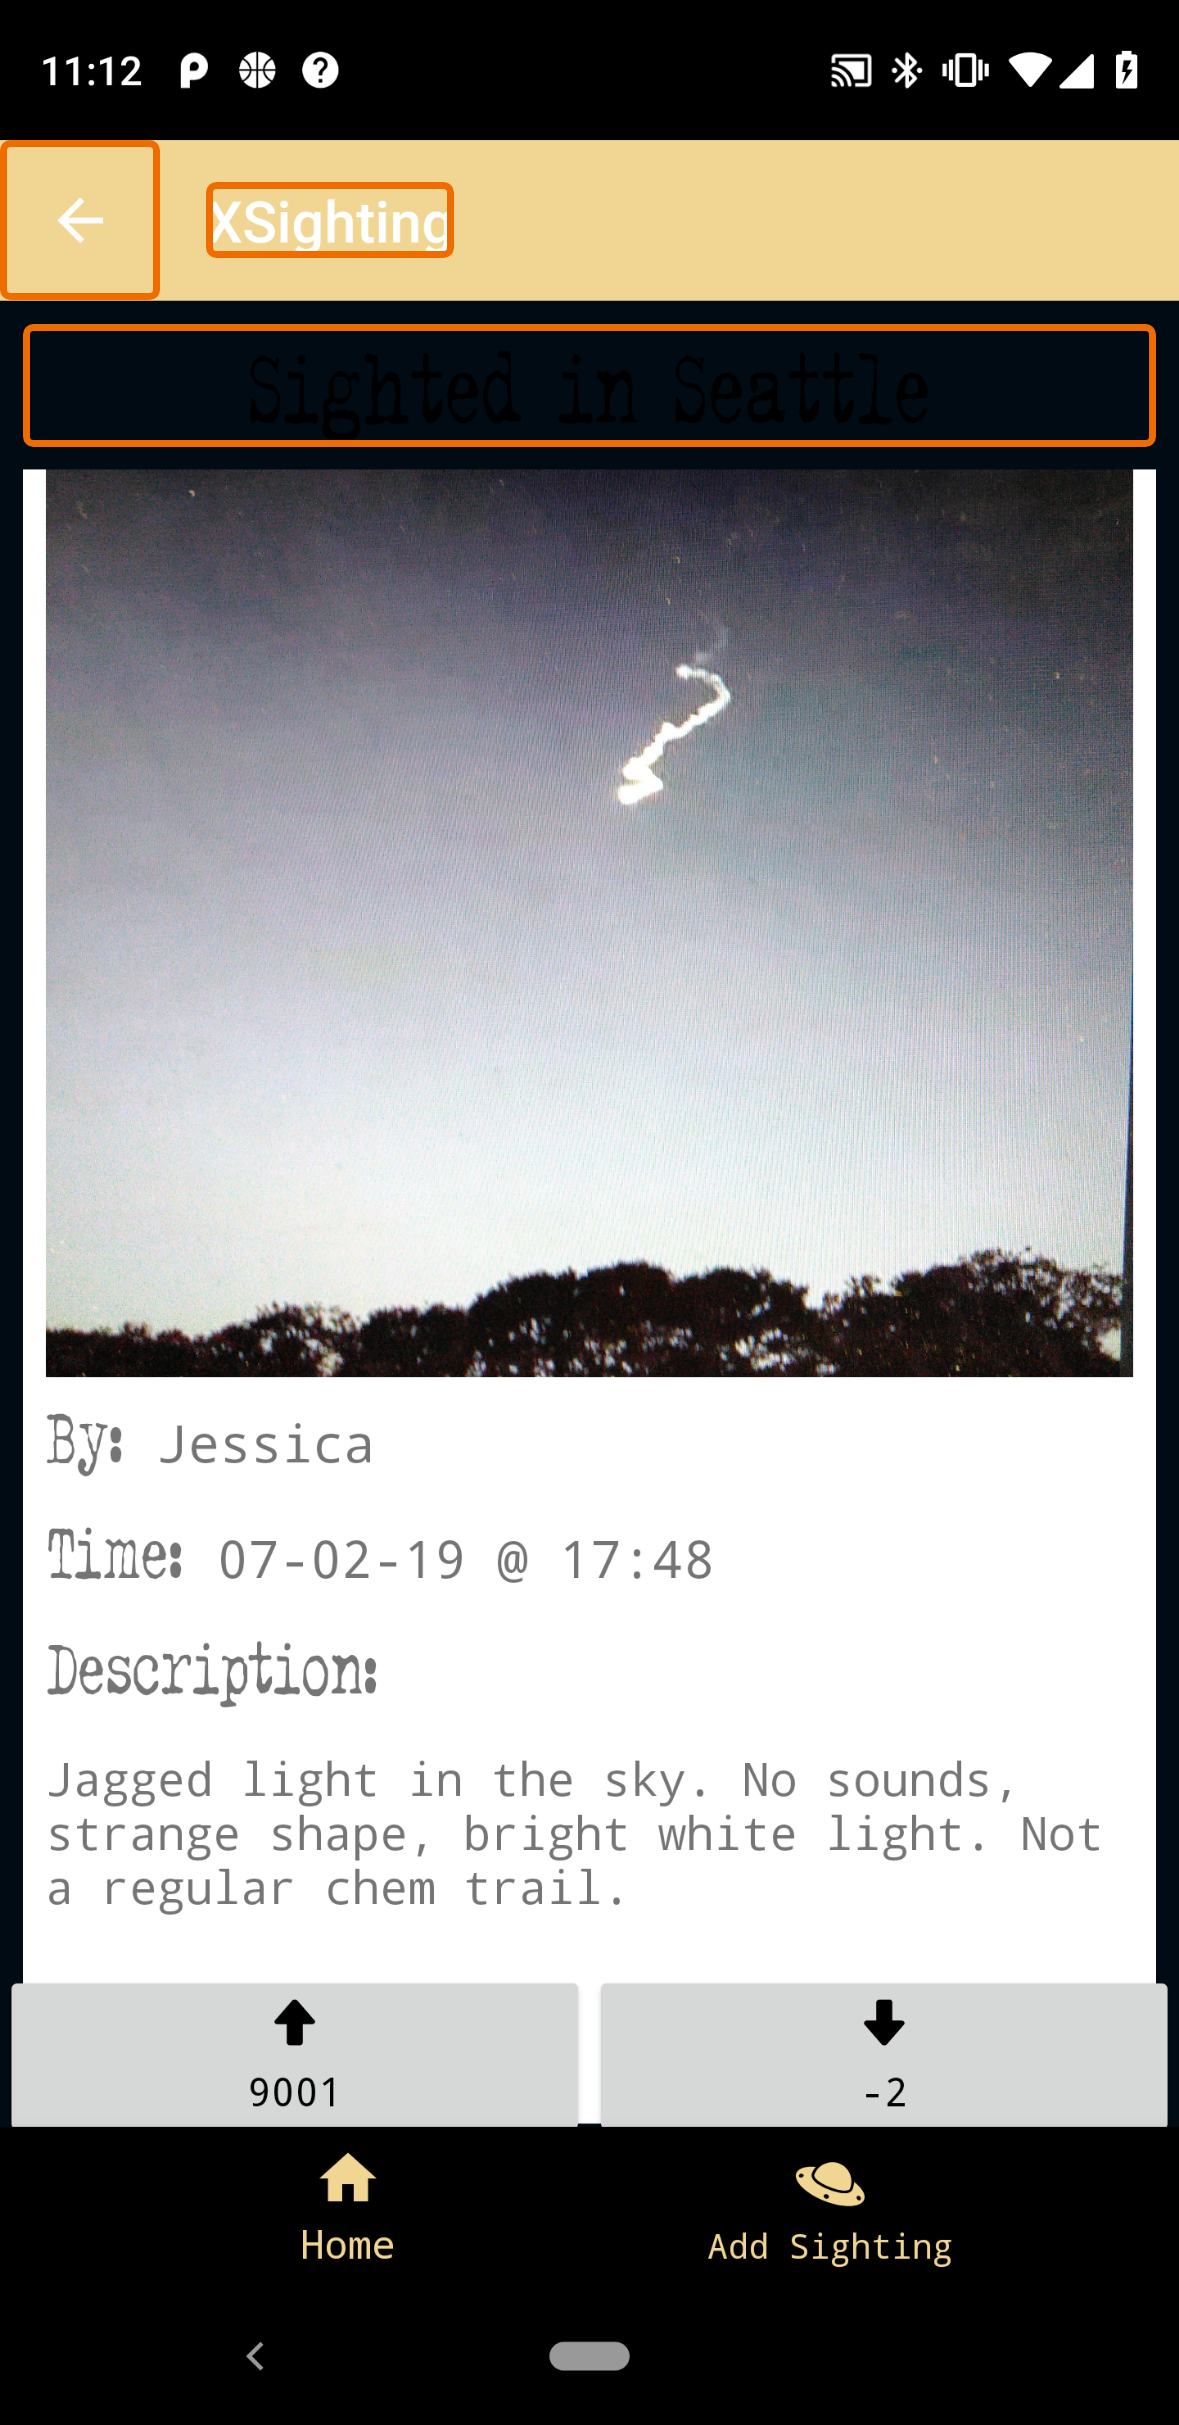 11:12
XSighting
Sighted in Seattle
By: Jessica
Time: 07-02-19 @ 17:48
Description:
Jagged light in the sky. No sounds,
strange shape, bright white light. Not
a regular chem trail.
9001
-2
Home
Add Sighting